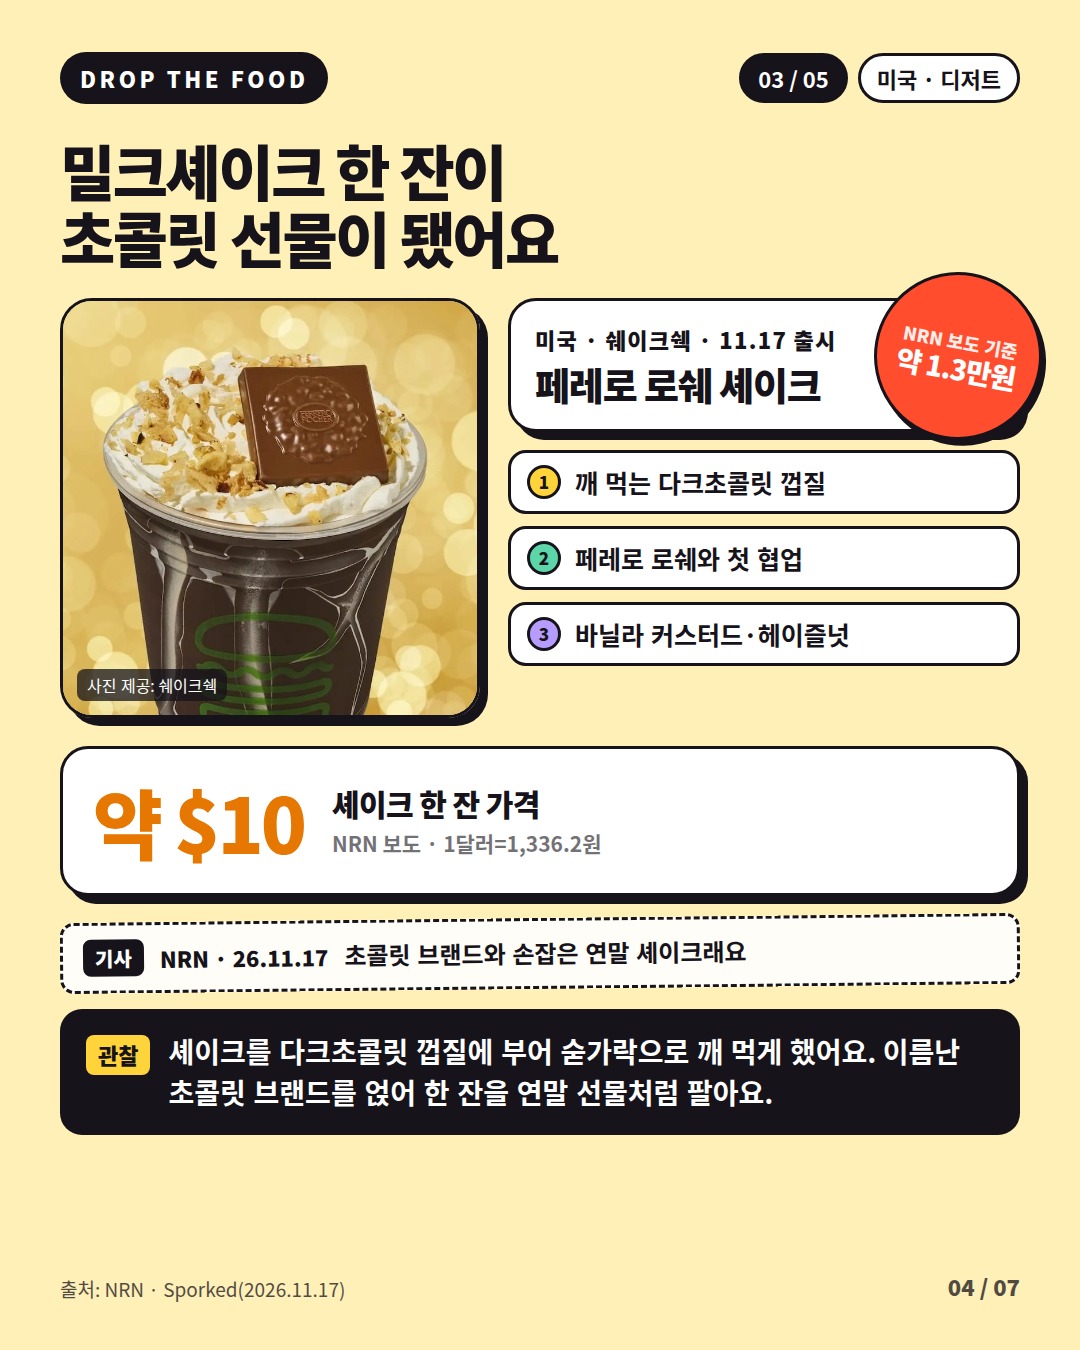 DROP THE FOOD
03 / 05
미국 · 디저트
밀크셰이크 한 잔이
초콜릿 선물이 됐어요
FERRERO
ROCHER
사진 제공: 쉐이크쉑
미국 · 쉐이크쉑 · 11.17 출시
페레로 로쉐 셰이크
NRN 보도 기준
약 1.3만원
1 깨 먹는 다크초콜릿 껍질
2 페레로 로쉐와 첫 협업
3 바닐라 커스터드·헤이즐넛
약 $10
셰이크 한 잔 가격
NRN 보도 · 1달러=1,336.2원
기사 NRN · 26.11.17 초콜릿 브랜드와 손잡은 연말 셰이크래요
관찰 셰이크를 다크초콜릿 껍질에 부어 숟가락으로 깨 먹게 했어요. 이름난
초콜릿 브랜드를 얹어 한 잔을 연말 선물처럼 팔아요.
출처: NRN · Sporked(2026.11.17)
04 / 07